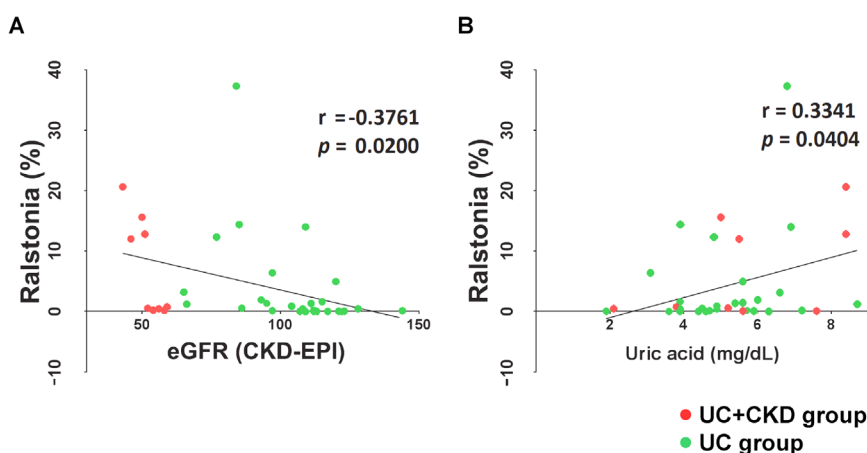 A
Ralstonia (%)
40
30
20
10
0
-10
r =-0.3761
p = 0.0200
50
100
150
eGFR (CKD-EPI)
B
Ralstonia (%)
40
30
20
10
0
-10
r = 0.3341
p = 0.0404
2
4
6
8
Uric acid (mg/dL)
UC+CKD group
UC group